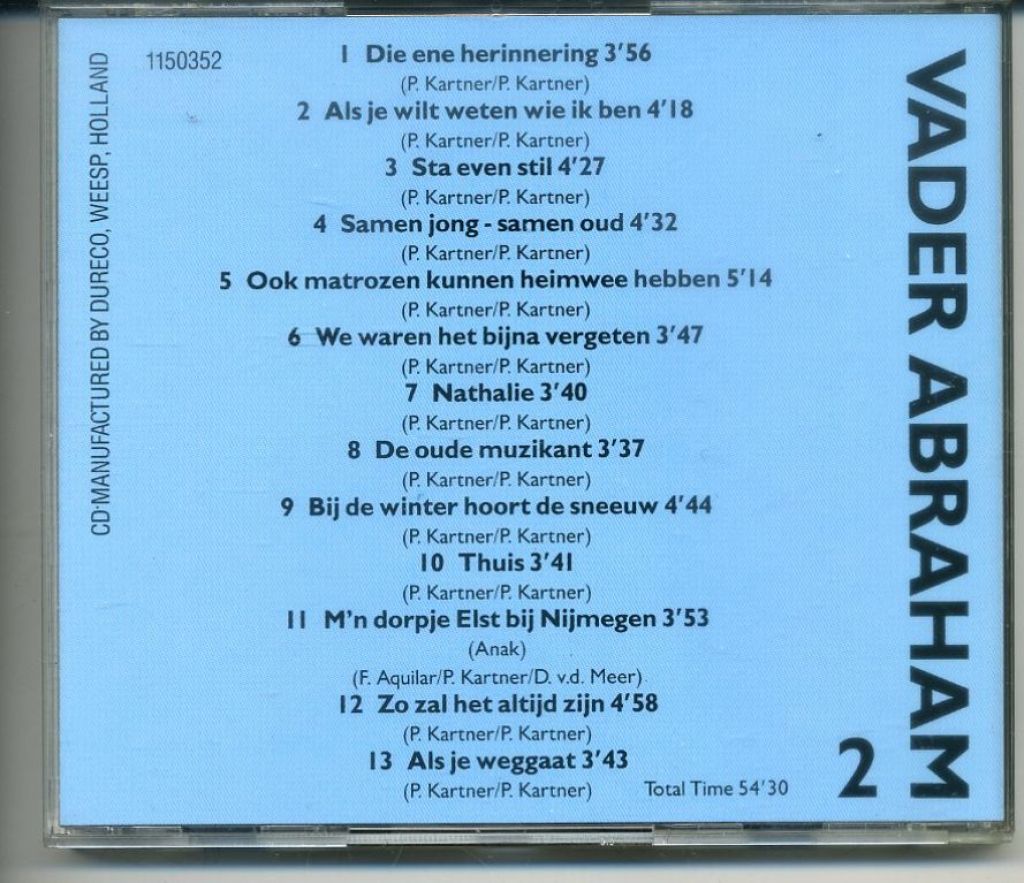 1150352
1 Die ene herinnering 3'56
(P. Kartner/P. Kartner)
2 Als je wilt weten wie ik ben 4'18
(P. Kartner/P. Kartner)
3 Sta even stil 4'27
(P. Kartner/P. Kartner)
4 Samen jong - samen oud 4'32
(P. Kartner/P. Kartner)
5 Ook matrozen kunnen heimwee hebben 5'14
(P. Kartner/P. Kartner)
6 We waren het bijna vergeten 3'47
(P. Kartner/P. Kartner)
7 Nathalie 3'40
(P. Kartner/P. Kartner)
8 De oude muzikant 3'37
(P. Kartner/P. Kartner)
9 Bij de winter hoort de sneeuw 4'44
(P. Kartner/P. Kartner)
10 Thuis 3'41
(P. Kartner/P. Kartner)
11 M'n dorpje Elst bij Nijmegen 3'53
(Anak)
(F. Aquilar/P. Kartner/D. v.d. Meer)
12 Zo zal het altijd zijn 4'58
(P. Kartner/P. Kartner)
13 Als je weggaat 3'43
(P. Kartner/P. Kartner)
Total Time 54'30
CD·MANUFACTURED BY DURECO, WEESP, HOLLAND
VADER ABRAHAM
2